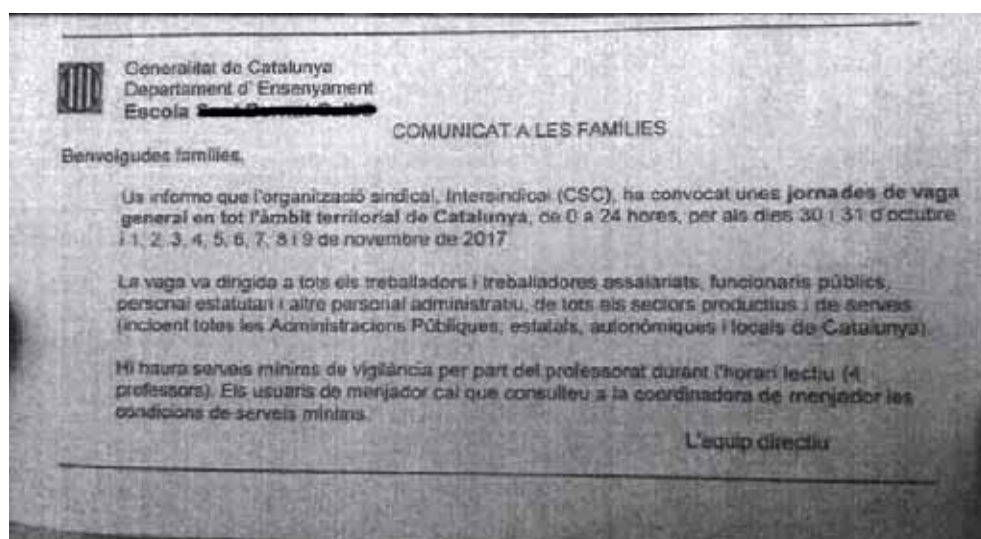 Generalitat de Catalunya
Departament d' Ensenyament
Escola
COMUNICAT A LES FAMÍLIES
Benvolgudes famílies,
Us informo que l'organització sindical, Intersindical (CSC), ha convocat unes jornades de vaga
general en tot l'àmbit territorial de Catalunya, de 0 a 24 hores, per als dies 30 i 31 d'octubre
i 1, 2, 3, 4, 5, 6, 7, 8 i 9 de novembre de 2017
La vaga va dirigida a tots els treballadors i treballadores assalariats, funcionaris públics,
personal estatutari i altre personal administratiu, de tots els sectors productius i de serveis
(incloent totes les Administracions Públiques, estatals, autonòmiques i locals de Catalunya).
Hi haura serveis mínims de vigilància per part del professorat durant l'horari lectiu (4
professors). Els usuaris de menjador cal que consulteu a la coordinadora de menjador les
condicions de serveis mínims.
L'equip directiu